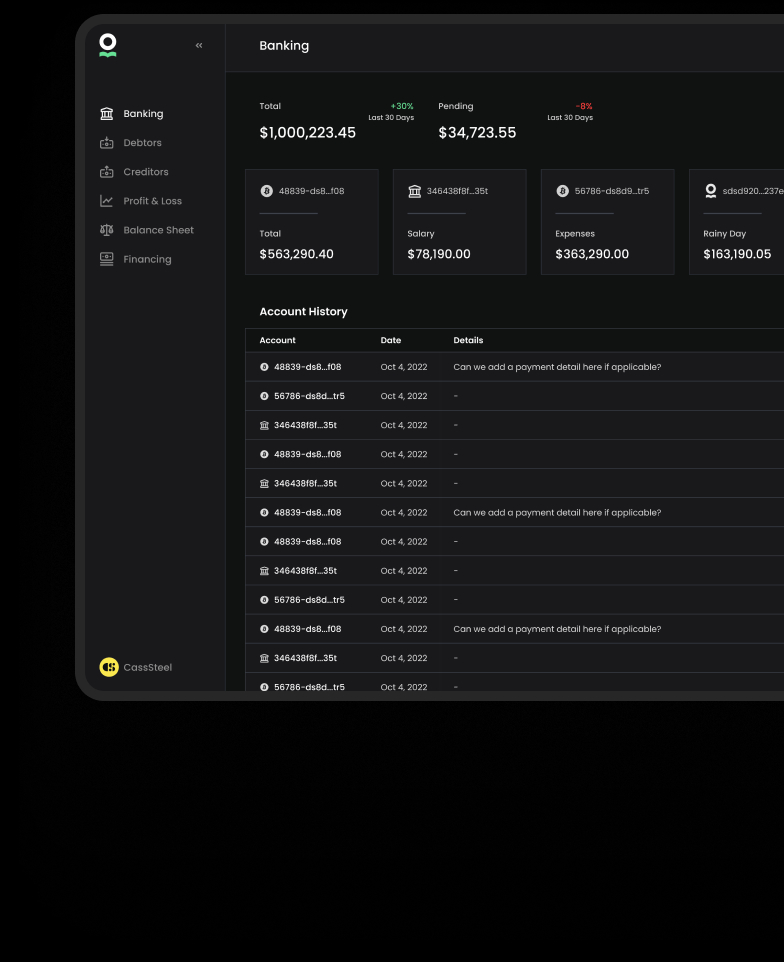 «
Banking
Banking
Debtors
Creditors
Profit & Loss
Balance Sheet
Financing
CassSteel
Total
+30%
Last 30 Days
$1,000,223.45
Pending
-8%
Last 30 Days
$34,723.55
48839-ds8...f08
Total
$563,290.40
346438f8f...35t
Salary
$78,190.00
56786-ds8d9...tr5
Expenses
$363,290.00
sdsd920...237e
Rainy Day
$163,190.05
Account History
Account Date Details
48839-ds8...f08 Oct 4, 2022 Can we add a payment detail here if applicable?
56786-ds8d...tr5 Oct 4, 2022 -
346438f8f...35t Oct 4, 2022 -
48839-ds8...f08 Oct 4, 2022 -
346438f8f...35t Oct 4, 2022 -
48839-ds8...f08 Oct 4, 2022 Can we add a payment detail here if applicable?
48839-ds8...f08 Oct 4, 2022 -
346438f8f...35t Oct 4, 2022 -
56786-ds8d...tr5 Oct 4, 2022 -
48839-ds8...f08 Oct 4, 2022 Can we add a payment detail here if applicable?
346438f8f...35t Oct 4, 2022 -
56786-ds8d...tr5 Oct 4, 2022 -